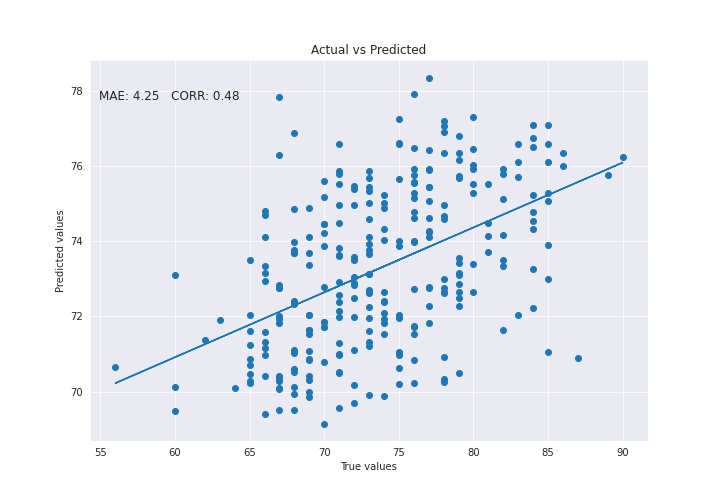 Actual vs Predicted
MAE: 4.25 CORR: 0.48
Predicted values
78
76
74
72
70
55 60 65 70 75 80 85 90
True values